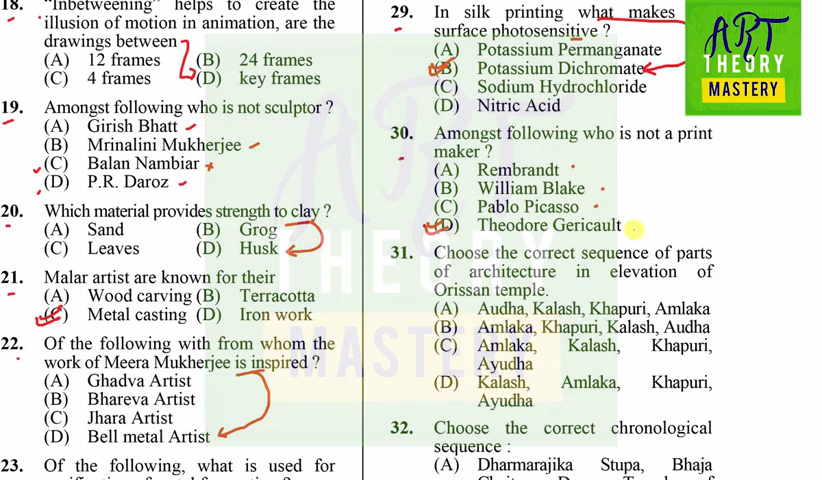 18. "Inbetweening" helps to create the
illusion of motion in animation, are the
drawings between
(A) 12 frames (B) 24 frames
(C) 4 frames (D) key frames
19. Amongst following who is not sculptor ?
(A) Girish Bhatt
(B) Mrinalini Mukherjee
(C) Balan Nambiar
(D) P.R. Daroz
20. Which material provides strength to clay ?
(A) Sand (B) Grog
(C) Leaves (D) Husk
21. Malar artist are known for their
(A) Wood carving (B) Terracotta
(C) Metal casting (D) Iron work
22. Of the following with from whom the
work of Meera Mukherjee is inspired ?
(A) Ghadva Artist
(B) Bhareva Artist
(C) Jhara Artist
(D) Bell metal Artist
23. Of the following, what is used for
29. In silk printing what makes
surface photosensitive ?
(A) Potassium Permanganate
(B) Potassium Dichromate
(C) Sodium Hydrochloride
(D) Nitric Acid
30. Amongst following who is not a print
maker ?
(A) Rembrandt
(B) William Blake
(C) Pablo Picasso
(D) Theodore Gericault
31. Choose the correct sequence of parts
of architecture in elevation of
Orissan temple.
(A) Audha, Kalash, Khapuri, Amlaka
(B) Amlaka, Khapuri, Kalash, Audha
(C) Amlaka, Kalash, Khapuri,
Ayudha
(D) Kalash, Amlaka, Khapuri,
Ayudha
32. Choose the correct chronological
sequence :
(A) Dharmarajika Stupa, Bhaja
ART
THEORY
MASTERY
ART
THEORY
MASTERY